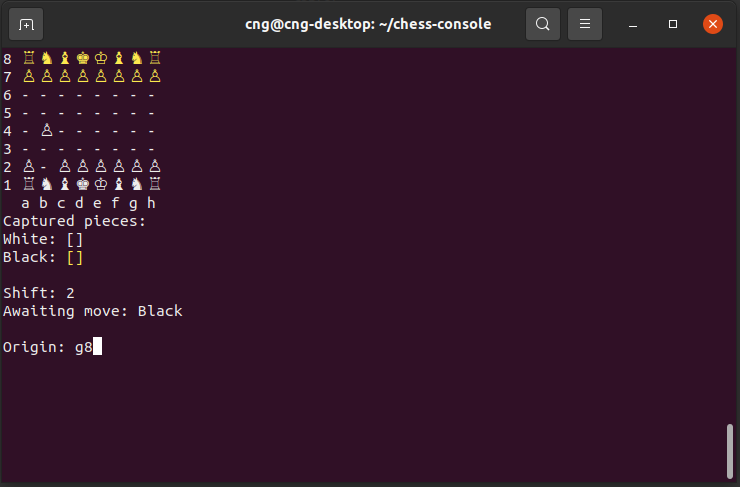 cng@cng-desktop: ~/chess-console
8 ♖ ♞ ♝ ♚ ♔ ♝ ♞ ♖
7 ♙ ♙ ♙ ♙ ♙ ♙ ♙ ♙
6 - - - - - - - -
5 - - - - - - - -
4 - ♙ - - - - - -
3 - - - - - - - -
2 ♙ - ♙ ♙ ♙ ♙ ♙ ♙
1 ♖ ♞ ♝ ♚ ♔ ♝ ♞ ♖
a b c d e f g h
Captured pieces:
White: []
Black: []
Shift: 2
Awaiting move: Black
Origin: g8